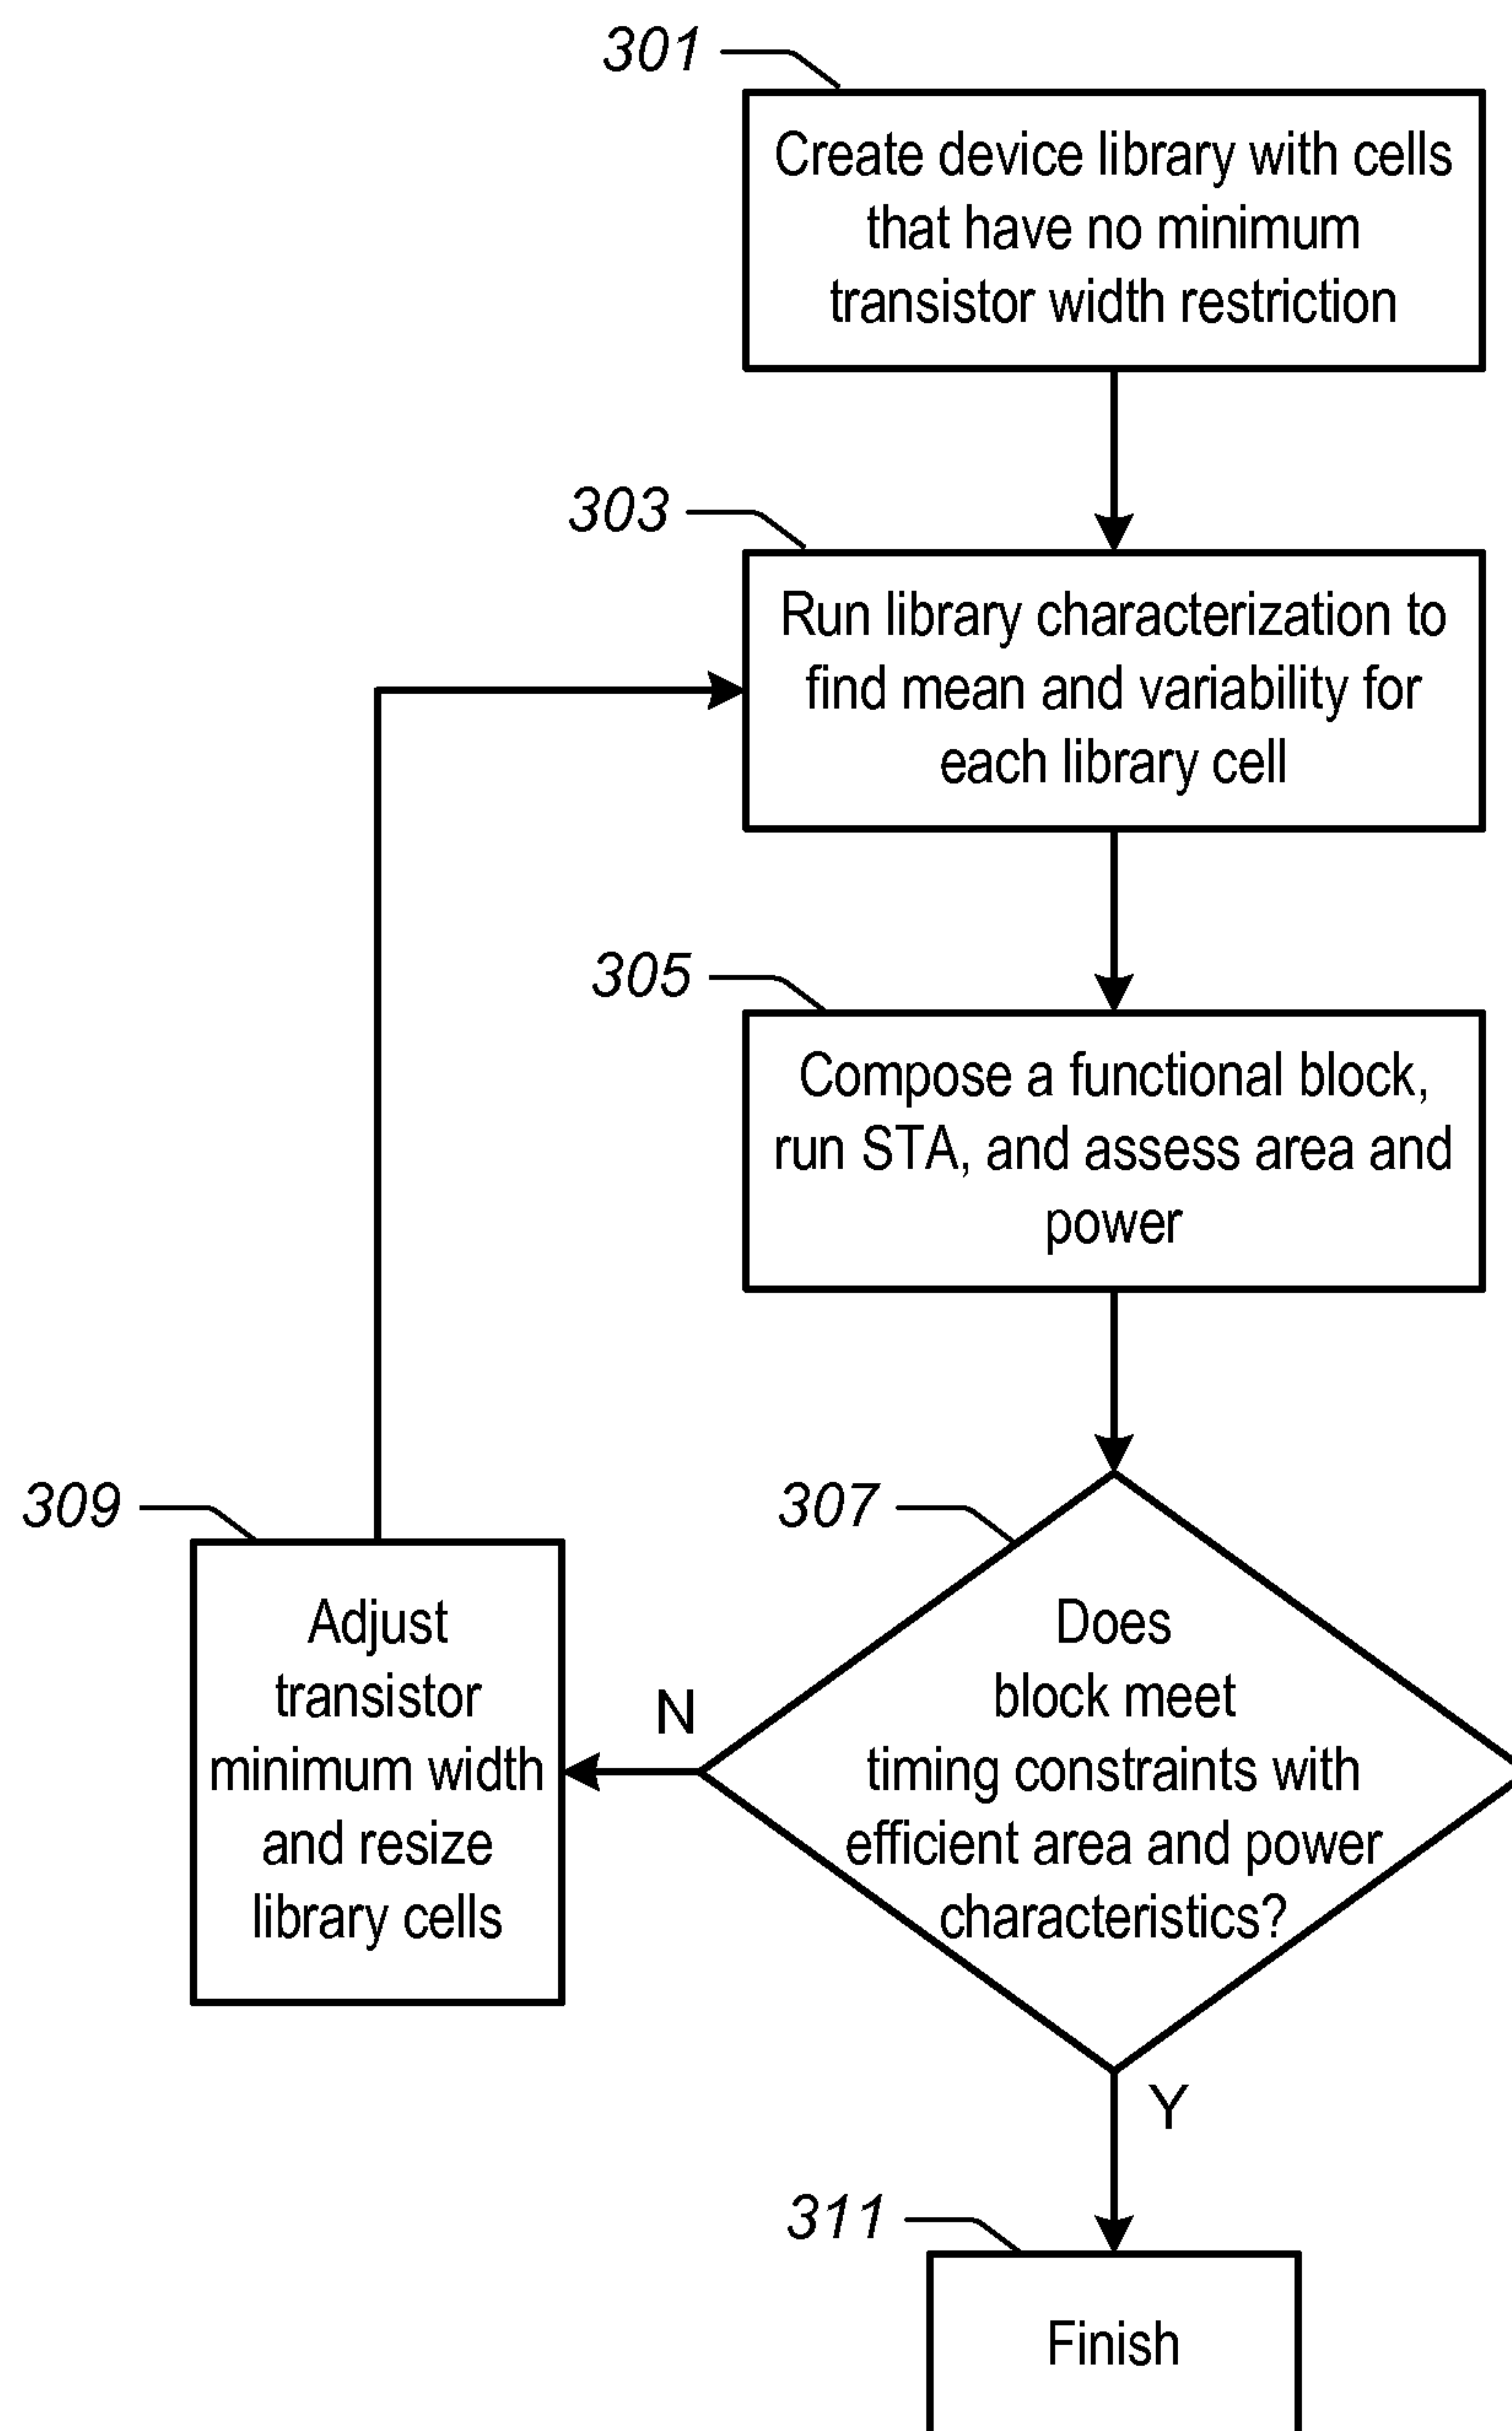 301
Create device library with cells
that have no minimum
transistor width restriction
303
Run library characterization to
find mean and variability for
each library cell
305
Compose a functional block,
run STA, and assess area and
power
307
Does
block meet
timing constraints with
efficient area and power
characteristics?
N
309
Adjust
transistor
minimum width
and resize
library cells
Y
311
Finish